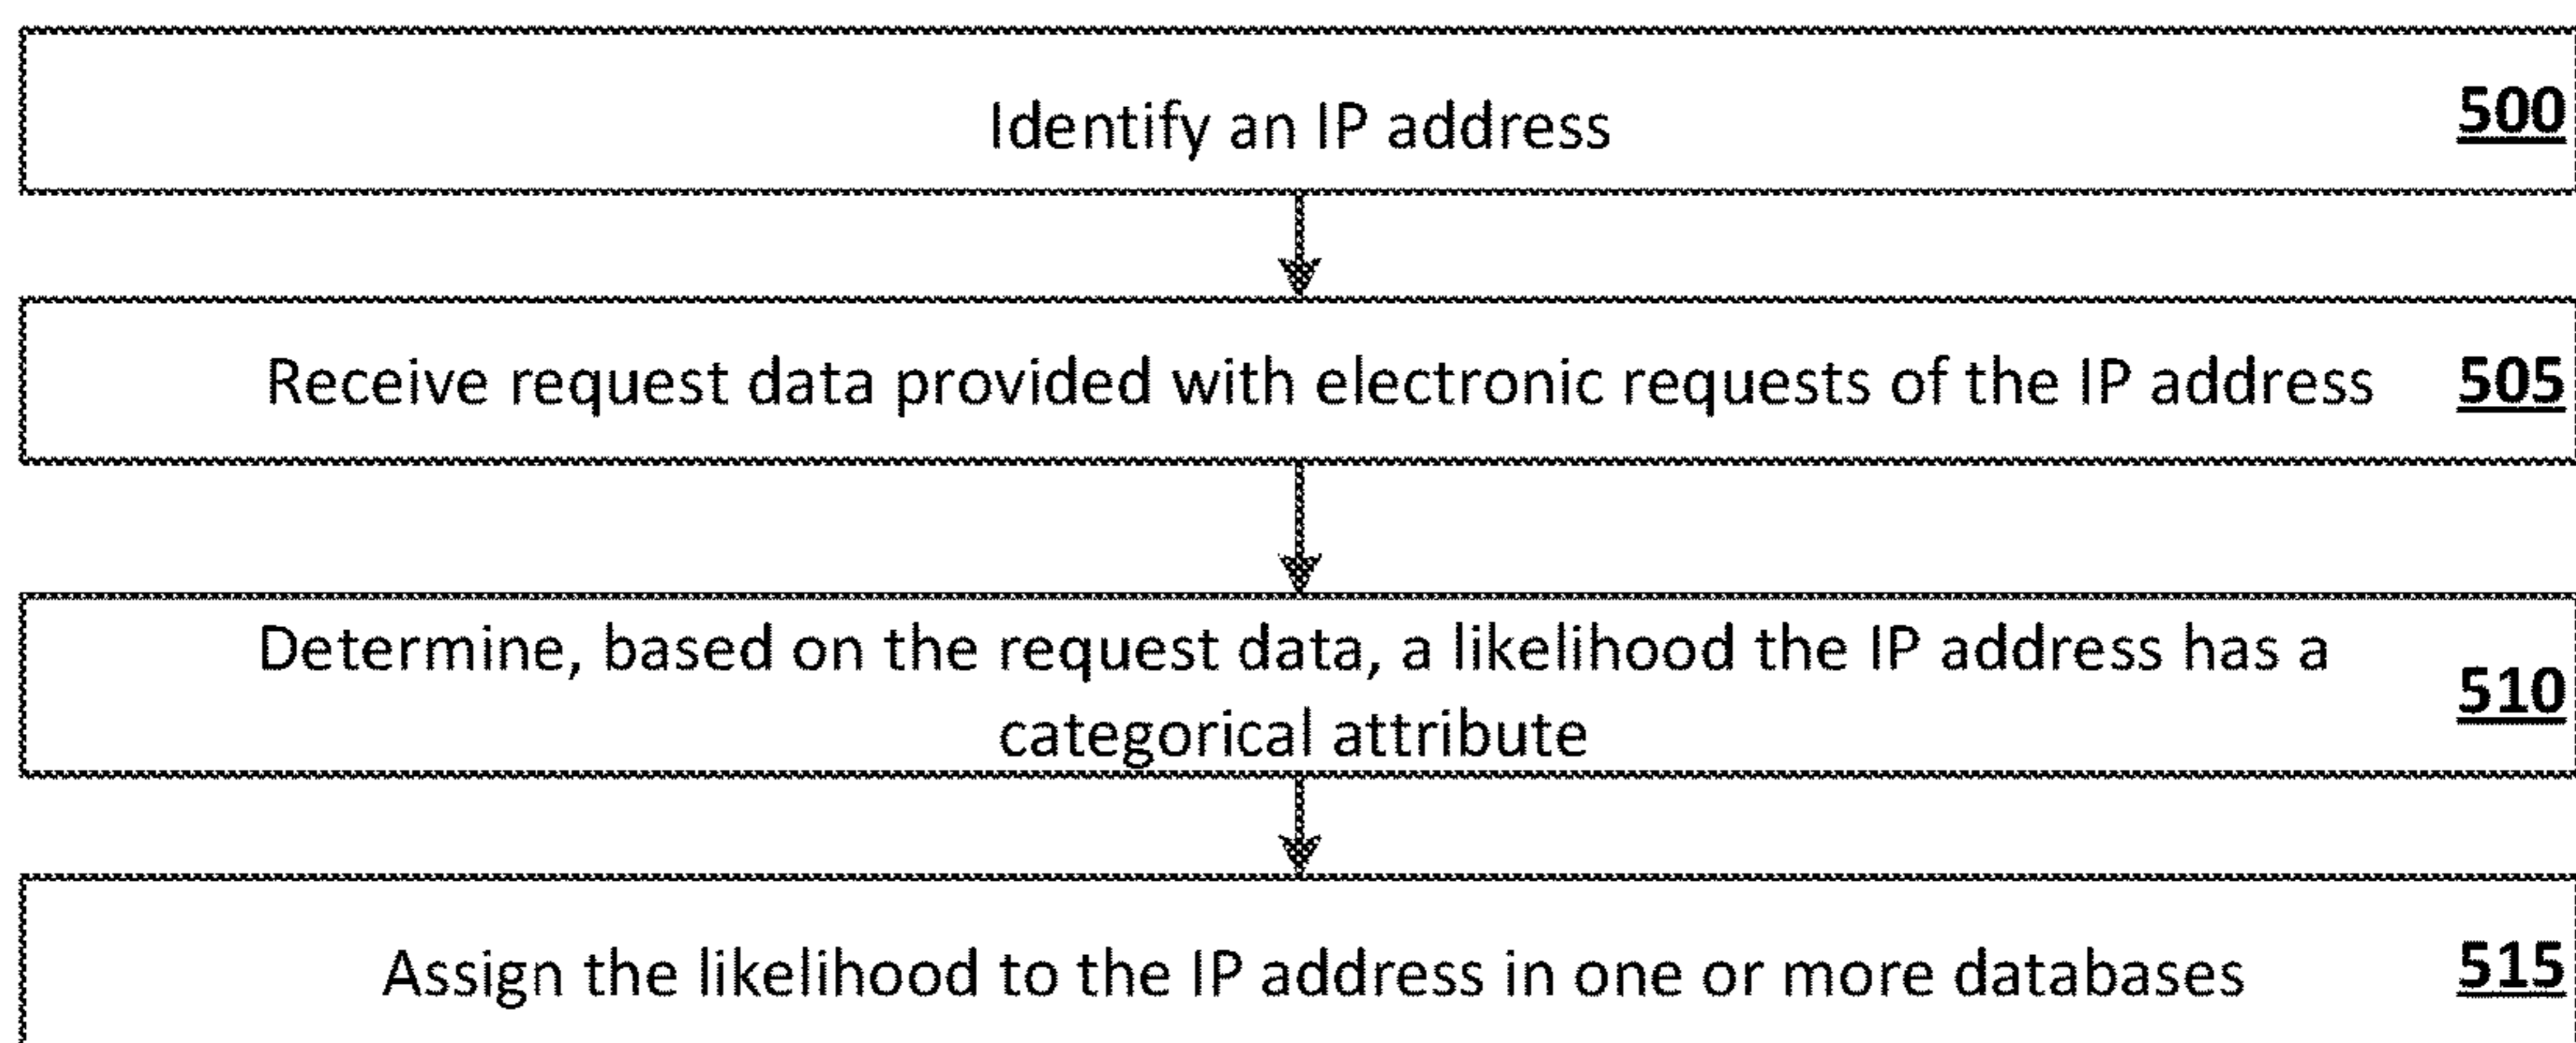 Identify an IP address 500
Receive request data provided with electronic requests of the IP address 505
Determine, based on the request data, a likelihood the IP address has a
categorical attribute
510
Assign the likelihood to the IP address in one or more databases 515